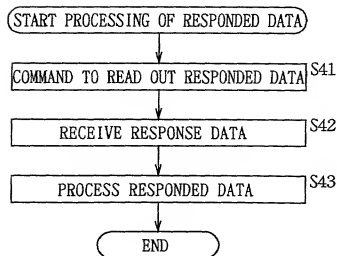 START PROCESSING OF RESPONDED DATA
COMMAND TO READ OUT RESPONDED DATA S41
RECEIVE RESPONSE DATA S42
PROCESS RESPONDED DATA S43
END